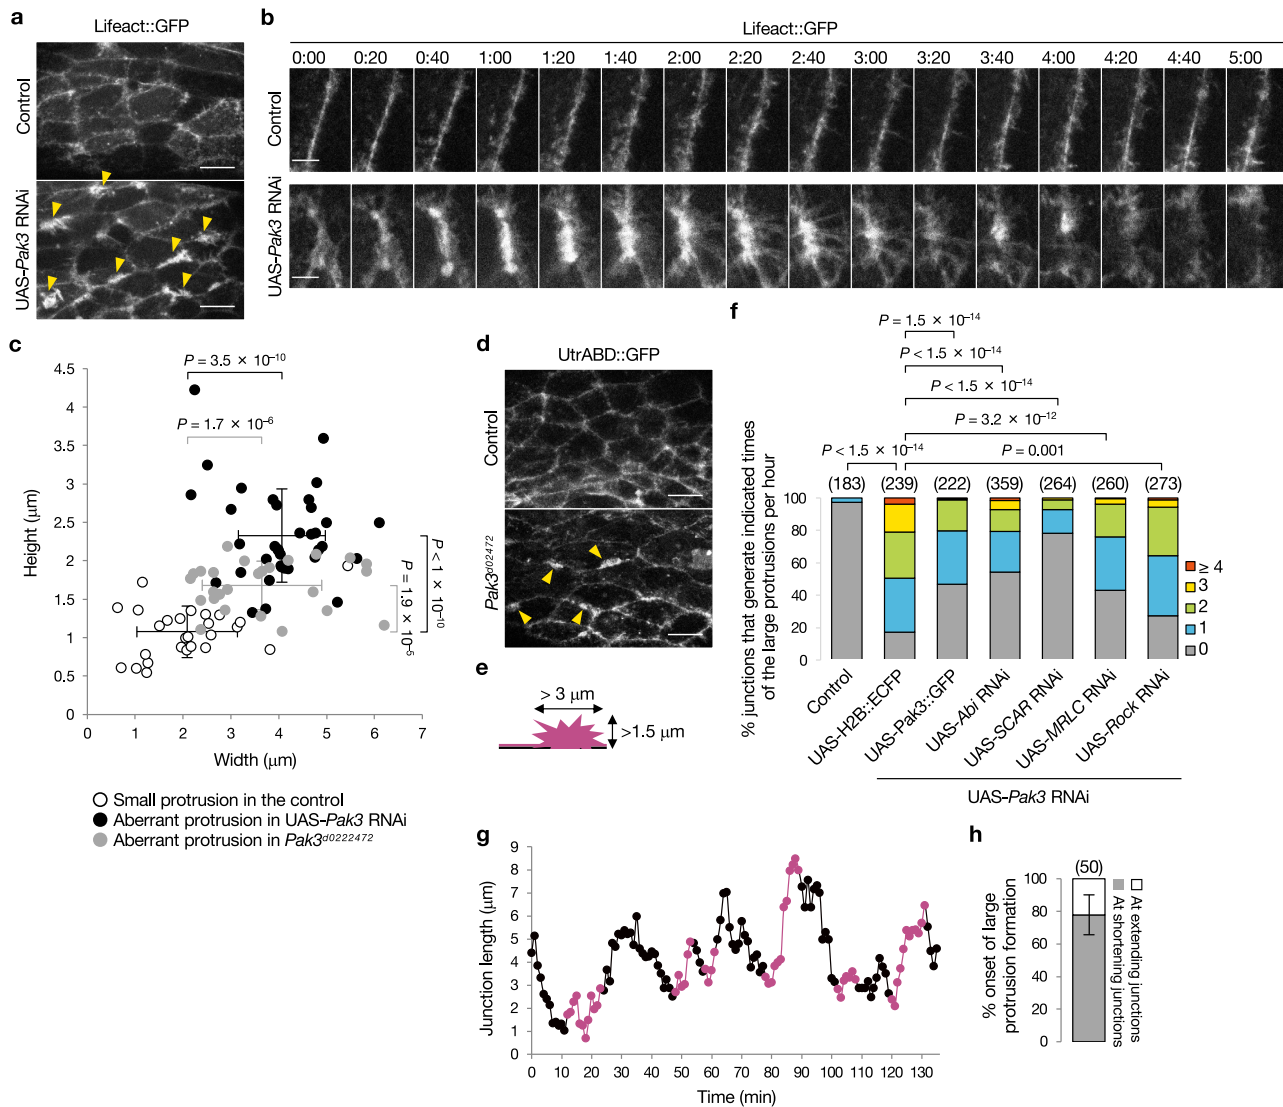 a
Lifeact::GFP
Control
UAS-Pak3 RNAi
b
Lifeact::GFP
0:00 0:20 0:40 1:00 1:20 1:40 2:00 2:20 2:40 3:00 3:20 3:40 4:00 4:20 4:40 5:00
Control
UAS-Pak3 RNAi
c
P = 3.5 × 10–10
P = 1.7 × 10–6
P < 1 × 10–10
P = 1.9 × 10–5
4.5
4
3.5
3
2.5
2
1.5
1
0.5
0
Height (μm)
0 1 2 3 4 5 6 7
Width (μm)
Small protrusion in the control
Aberrant protrusion in UAS-Pak3 RNAi
Aberrant protrusion in Pak3d0222472
d
UtrABD::GFP
Control
Pak3d02472
e
> 3 μm
>1.5 μm
f
P = 1.5 × 10–14
P < 1.5 × 10–14
P < 1.5 × 10–14
P = 3.2 × 10–12
P < 1.5 × 10–14
P = 0.001
(183) (239) (222) (359) (264) (260) (273)
100
80
60
40
20
0
% junctions that generate indicated times
of the large protrusions per hour
≥ 4
3
2
1
0
Control
UAS-H2B::ECFP
UAS-Pak3::GFP
UAS-Abi RNAi
UAS-SCAR RNAi
UAS-MRLC RNAi
UAS-Rock RNAi
UAS-Pak3 RNAi
g
9
8
7
6
5
4
3
2
1
0
Junction length (μm)
0 10 20 30 40 50 60 70 80 90 100 110 120 130
Time (min)
h
(50)
100
80
60
40
20
0
% onset of large
protrusion formation
At extending junctions
At shortening junctions